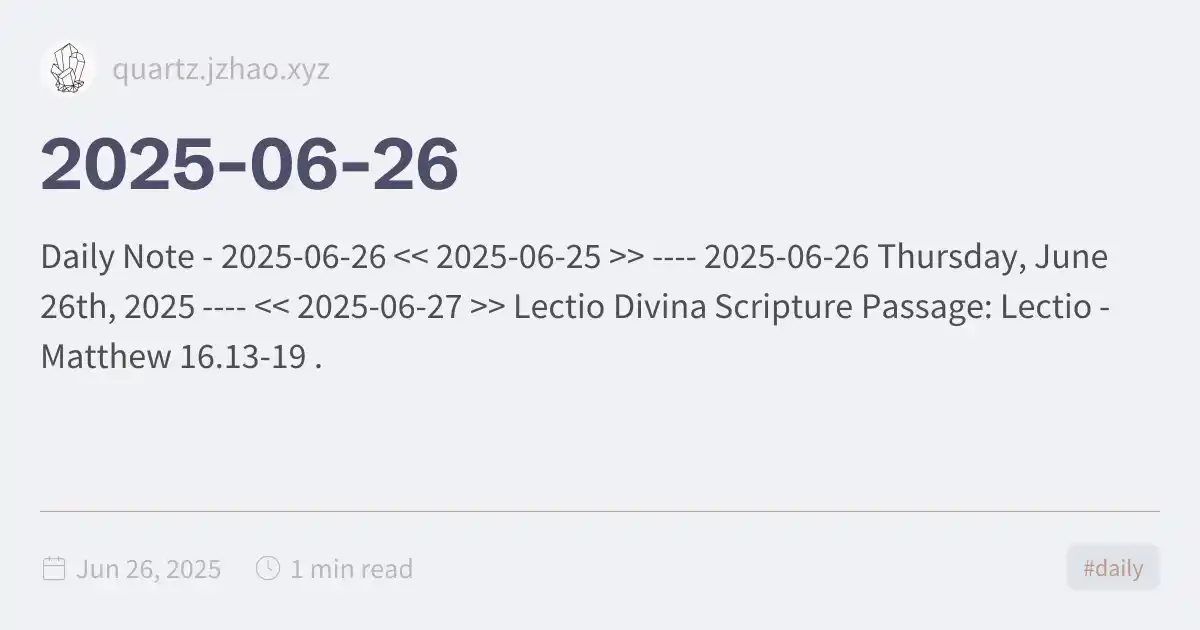 quartz.jzhao.xyz
2025-06-26
Daily Note - 2025-06-26 << 2025-06-25 >> ---- 2025-06-26 Thursday, June
26th, 2025 ---- << 2025-06-27 >> Lectio Divina Scripture Passage: Lectio -
Matthew 16.13-19 .
Jun 26, 2025 1 min read #daily